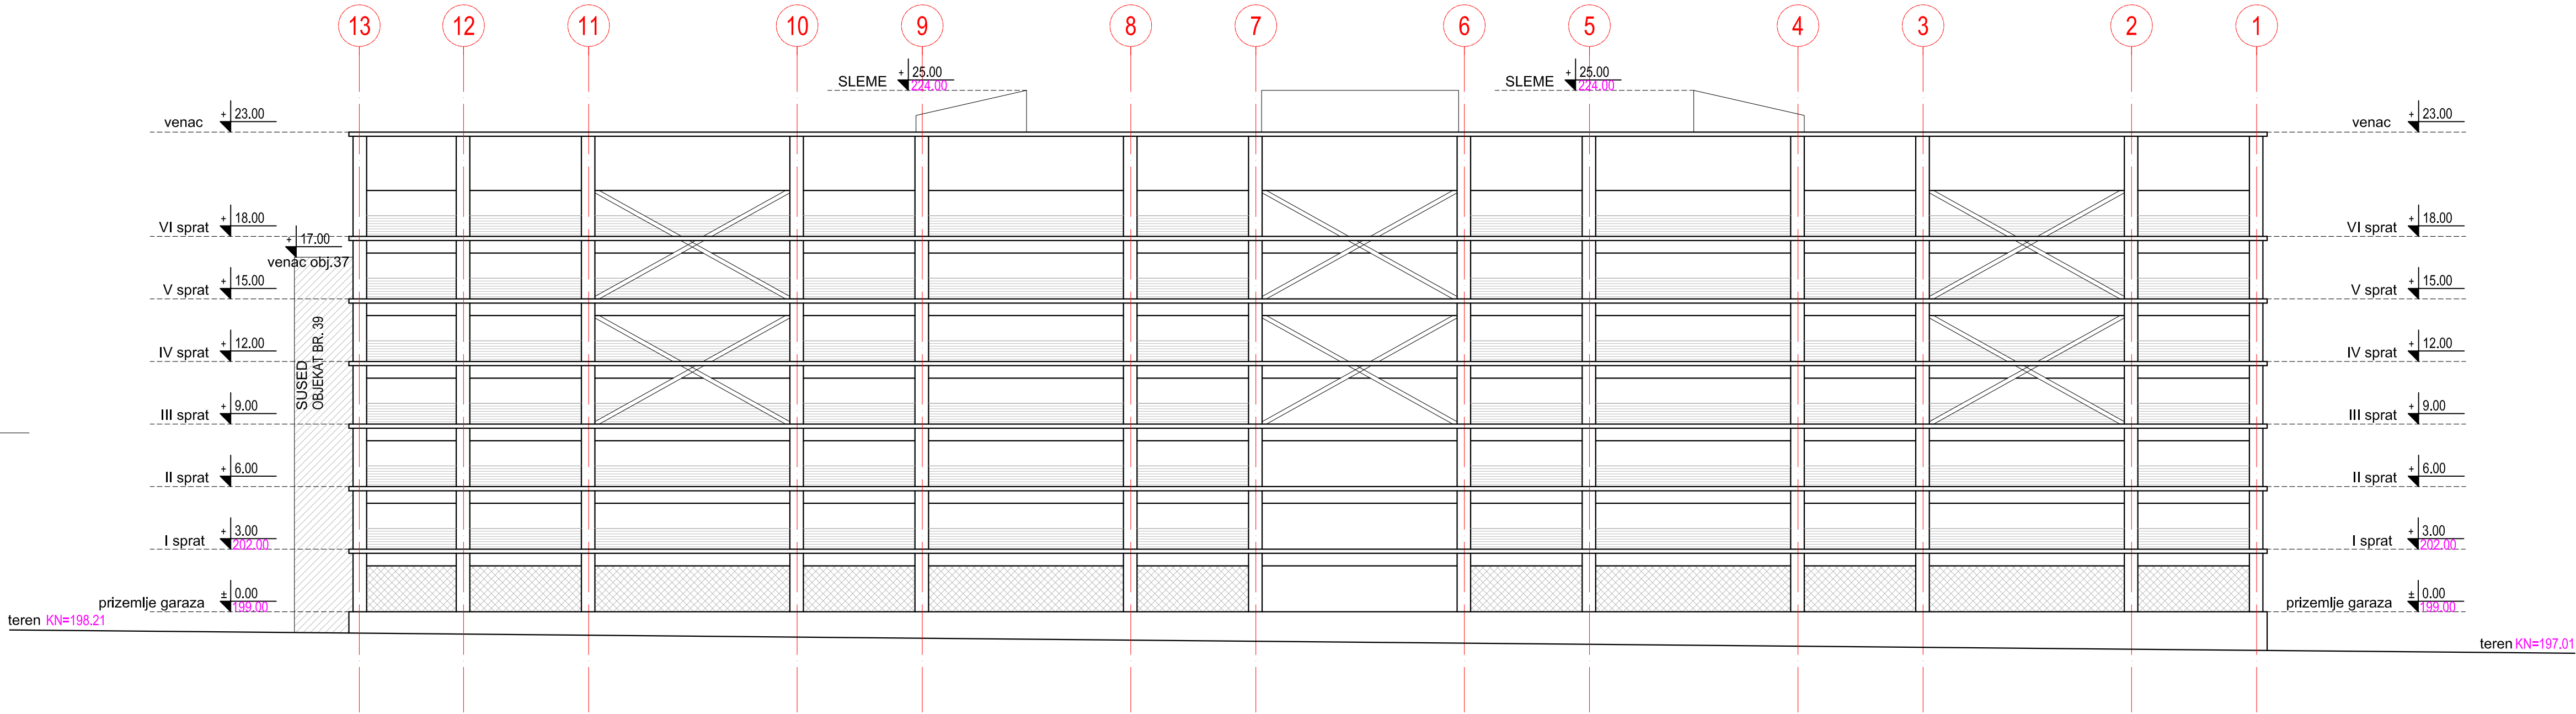 13 12 11 10 9 8 7 6 5 4 3 2 1
SLEME + 25.00
224.00
SLEME + 25.00
224.00
venac + 23.00
venac + 23.00
VI sprat + 18.00
VI sprat + 18.00
+ 17.00
venac obj.37
V sprat + 15.00
V sprat + 15.00
SUSED
OBJEKAT BR. 39
IV sprat + 12.00
IV sprat + 12.00
III sprat + 9.00
III sprat + 9.00
II sprat + 6.00
II sprat + 6.00
I sprat + 3.00
202.00
I sprat + 3.00
202.00
prizemlje garaza ± 0.00
199.00
prizemlje garaza ± 0.00
199.00
teren KN=198.21
teren KN=197.01